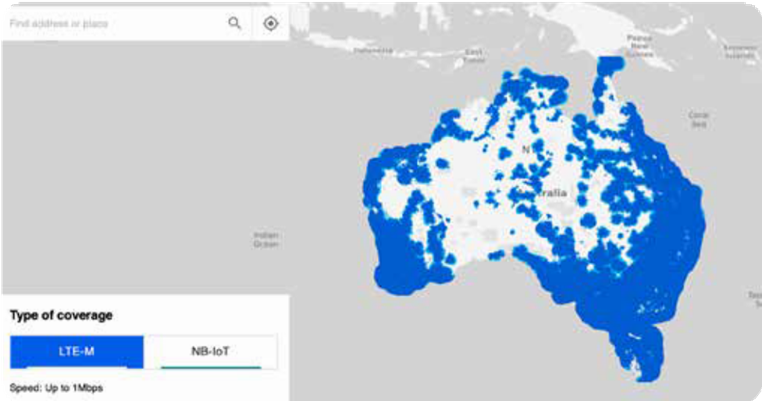 Find address or place
Indonesia
East
Timor
Papua
New
Guinea
Coral
Sea
N
Australia
Indian
Ocean
Type of coverage
LTE-M
NB-IoT
Speed: Up to 1Mbps